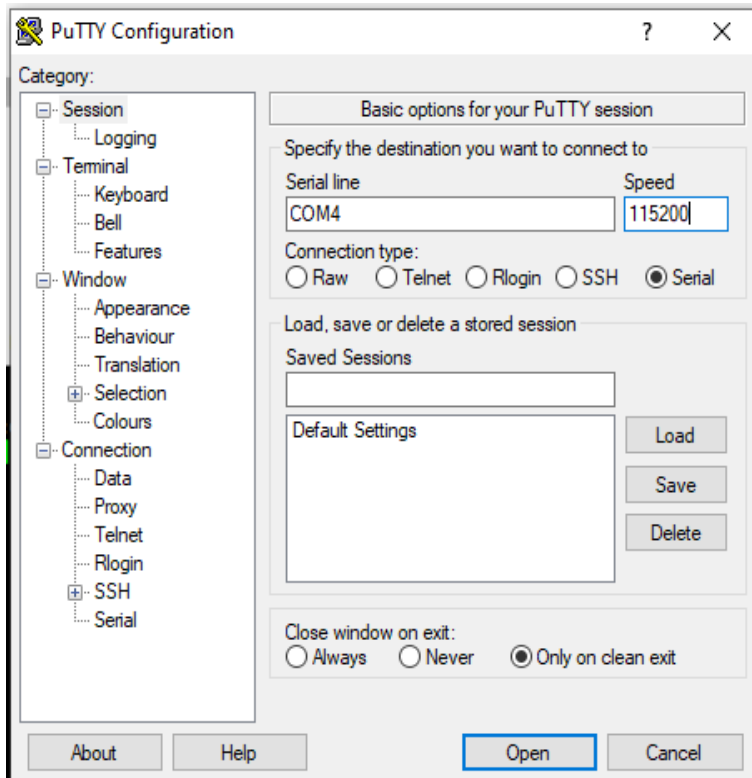 PuTTY Configuration
?
Category:
Session
Logging
Terminal
Keyboard
Bell
Features
Window
Appearance
Behaviour
Translation
Selection
Colours
Connection
Data
Proxy
Telnet
Rlogin
SSH
Serial
Basic options for your PuTTY session
Specify the destination you want to connect to
Serial line Speed
COM4 115200
Connection type:
Raw Telnet Rlogin SSH Serial
Load, save or delete a stored session
Saved Sessions
Default Settings
Load
Save
Delete
Close window on exit:
Always Never Only on clean exit
About Help Open Cancel